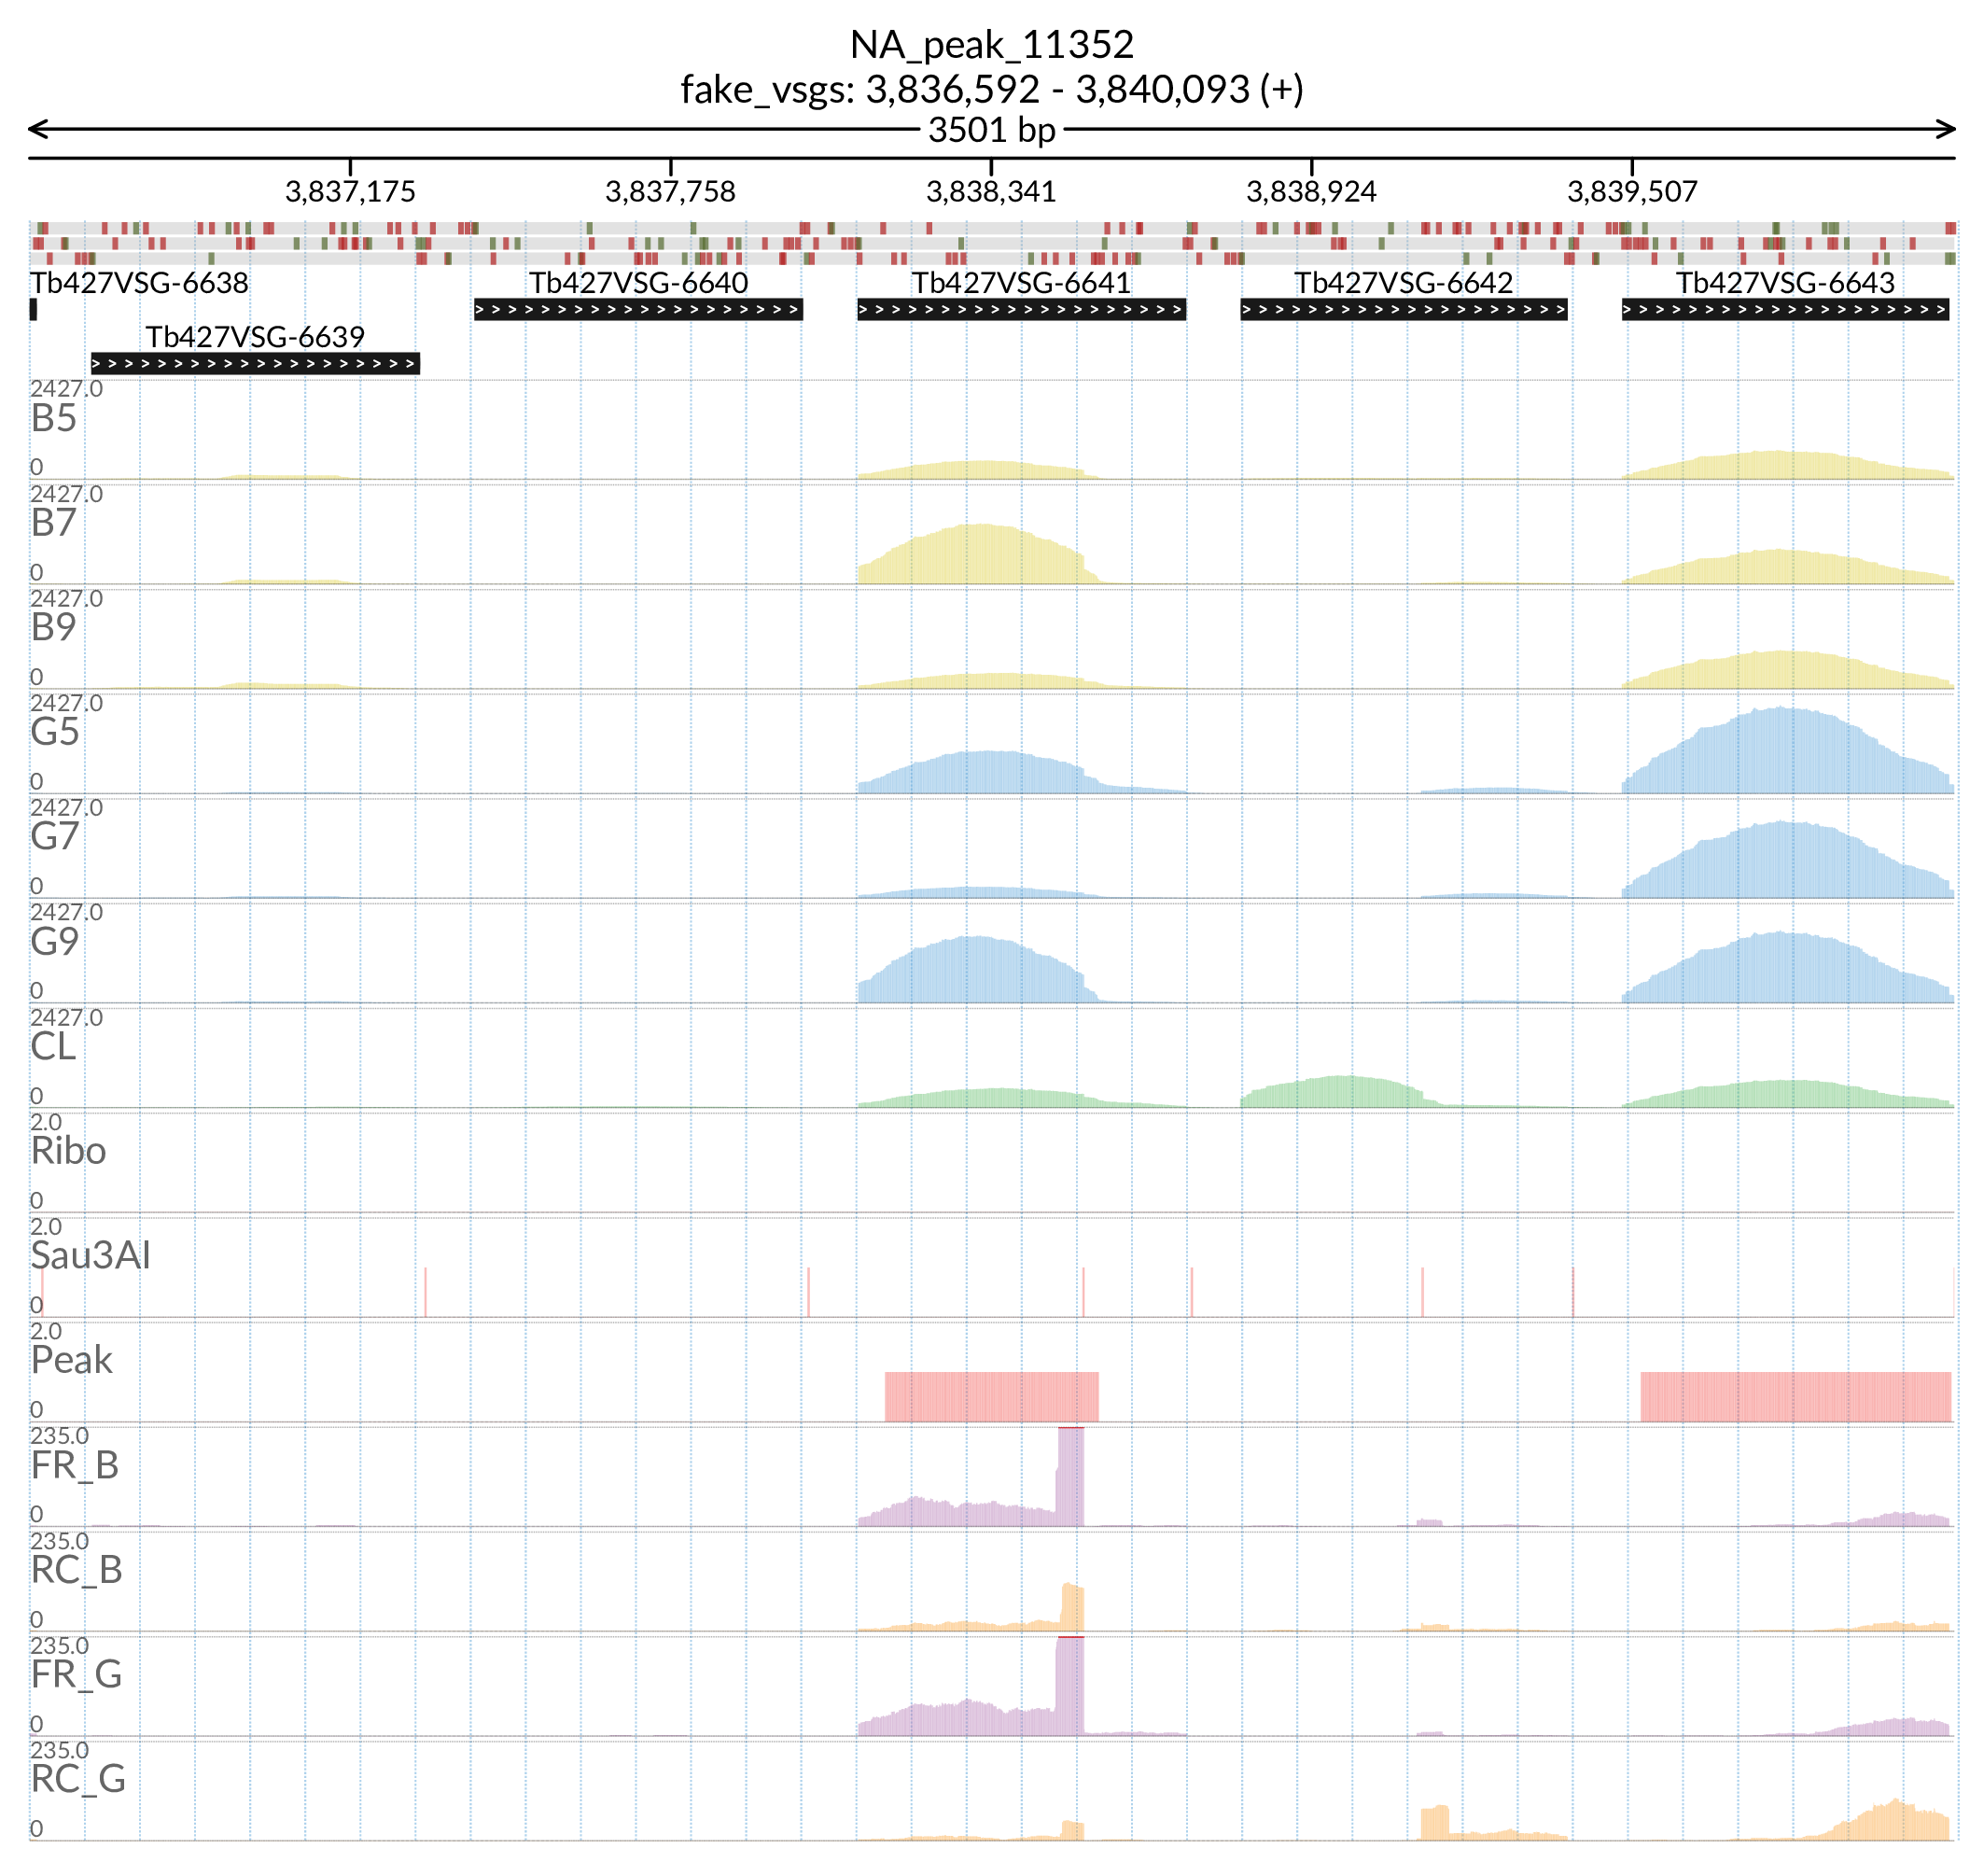 NA_peak_11352
fake_vsgs: 3,836,592 - 3,840,093 (+)
3501 bp
3,837,175 3,837,758 3,838,341 3,838,924 3,839,507
Tb427VSG-6638 Tb427VSG-6640 Tb427VSG-6641 Tb427VSG-6642 Tb427VSG-6643
Tb427VSG-6639
2427.0
B5
0
2427.0
B7
0
2427.0
B9
0
2427.0
G5
0
2427.0
G7
0
2427.0
G9
0
2427.0
CL
0
2.0
Ribo
0
2.0
Sau3AI
0
2.0
Peak
0
235.0
FR_B
0
235.0
RC_B
0
235.0
FR_G
0
235.0
RC_G
0